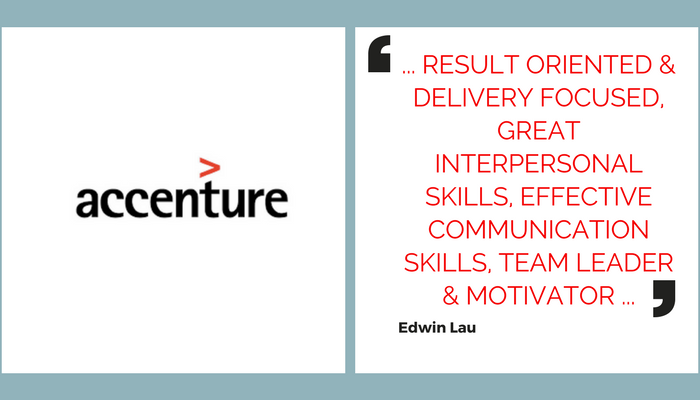 >
accenture
‘
... RESULT ORIENTED &
DELIVERY FOCUSED,
GREAT
INTERPERSONAL
SKILLS, EFFECTIVE
COMMUNICATION
SKILLS, TEAM LEADER
& MOTIVATOR ...
’
Edwin Lau